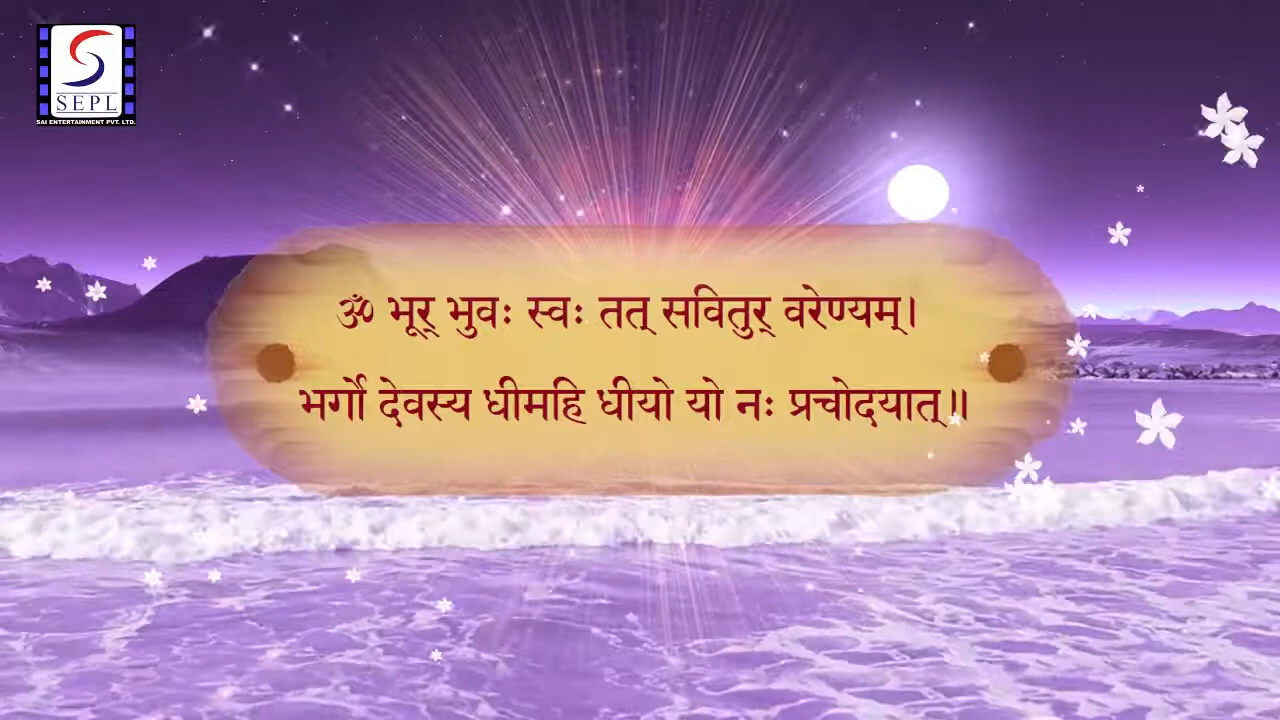 SEPL
SAI ENTERTAINMENT PVT. LTD.
ॐ भूर् भुवः स्वः तत् सवितुर् वरेण्यम्।
भर्गो देवस्य धीमहि धीयो यो नः प्रचोदयात्॥